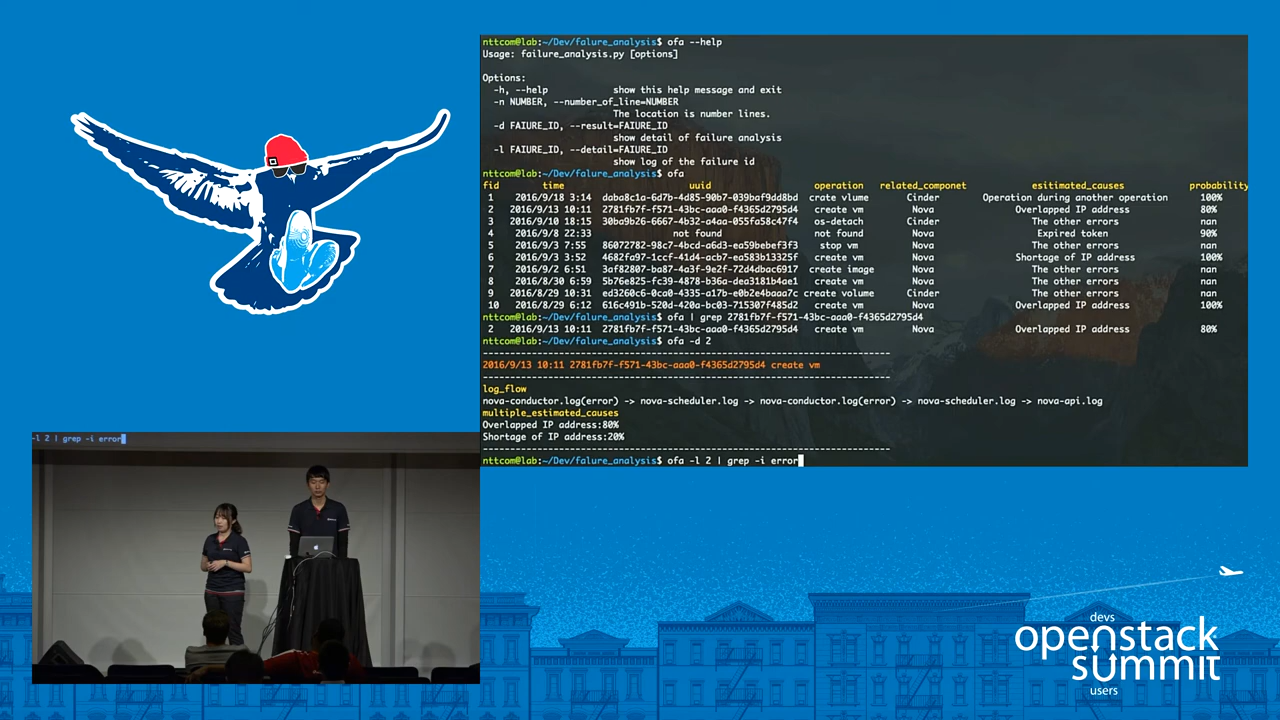 nttcom@lab:~/Dev/falure_analysis$ ofa --help
Usage: failure_analysis.py [options]
Options:
-h, --help show this help message and exit
-n NUMBER, --number_of_line=NUMBER
The location is number lines.
-d FAIURE_ID, --result=FAIURE_ID
show detail of failure analysis
-l FAIURE_ID, --detail=FAIURE_ID
show log of the failure id
nttcom@lab:~/Dev/falure_analysis$ ofa
fid time uuid operation related_componet esitimated_causes probability
1 2016/9/18 3:14 daba8c1a-6d7b-4d85-90b7-039baf9dd8bd crate vlume Cinder Operation during another operation 100%
2 2016/9/13 10:11 2781fb7f-f571-43bc-aaa0-f4365d2795d4 create vm Nova Overlapped IP address 80%
3 2016/9/10 18:15 30ba9b26-6667-4b32-a4aa-055fa58c47f4 os-detach Nova The other errors nan
4 2016/9/8 22:33 not found not found Nova Expired token 90%
5 2016/9/3 7:55 86072782-98c7-4bcd-a6d3-ea59bebef3f3 stop vm Nova The other errors nan
6 2016/9/3 3:52 4682fa97-1ccf-41d4-acb7-ea583b13325f create vm Nova Shortage of IP address 100%
7 2016/9/2 6:51 3af82807-ba87-4a3f-9e2f-72d4dbac6917 create image Nova The other errors nan
8 2016/8/30 6:59 5b76e825-fc39-4878-b36a-dea3181b4ae1 create vm Nova The other errors nan
9 2016/8/29 10:31 ed3260c6-0ca0-4335-a17b-e0b2e4baaa7c create volume Cinder The other errors nan
10 2016/8/29 6:12 616c491b-520d-420a-bc03-715307f485d2 create vm Nova Overlapped IP address 100%
nttcom@lab:~/Dev/falure_analysis$ ofa | grep 2781fb7f-f571-43bc-aaa0-f4365d2795d4
2 2016/9/13 10:11 2781fb7f-f571-43bc-aaa0-f4365d2795d4 create vm Nova Overlapped IP address 80%
nttcom@lab:~/Dev/falure_analysis$ ofa -d 2
--------------------------------------------------------------------
2016/9/13 10:11 2781fb7f-f571-43bc-aaa0-f4365d2795d4 create vm
--------------------------------------------------------------------
log_flow
nova-conductor.log(error) -> nova-scheduler.log -> nova-conductor.log(error) -> nova-scheduler.log -> nova-api.log
multiple_estimated_causes
Overlapped IP address:80%
Shortage of IP address:20%
--------------------------------------------------------------------
nttcom@lab:~/Dev/falure_analysis$ ofa -l 2 | grep -i error
-l 2 | grep -i error
devs
openstack
summit
users